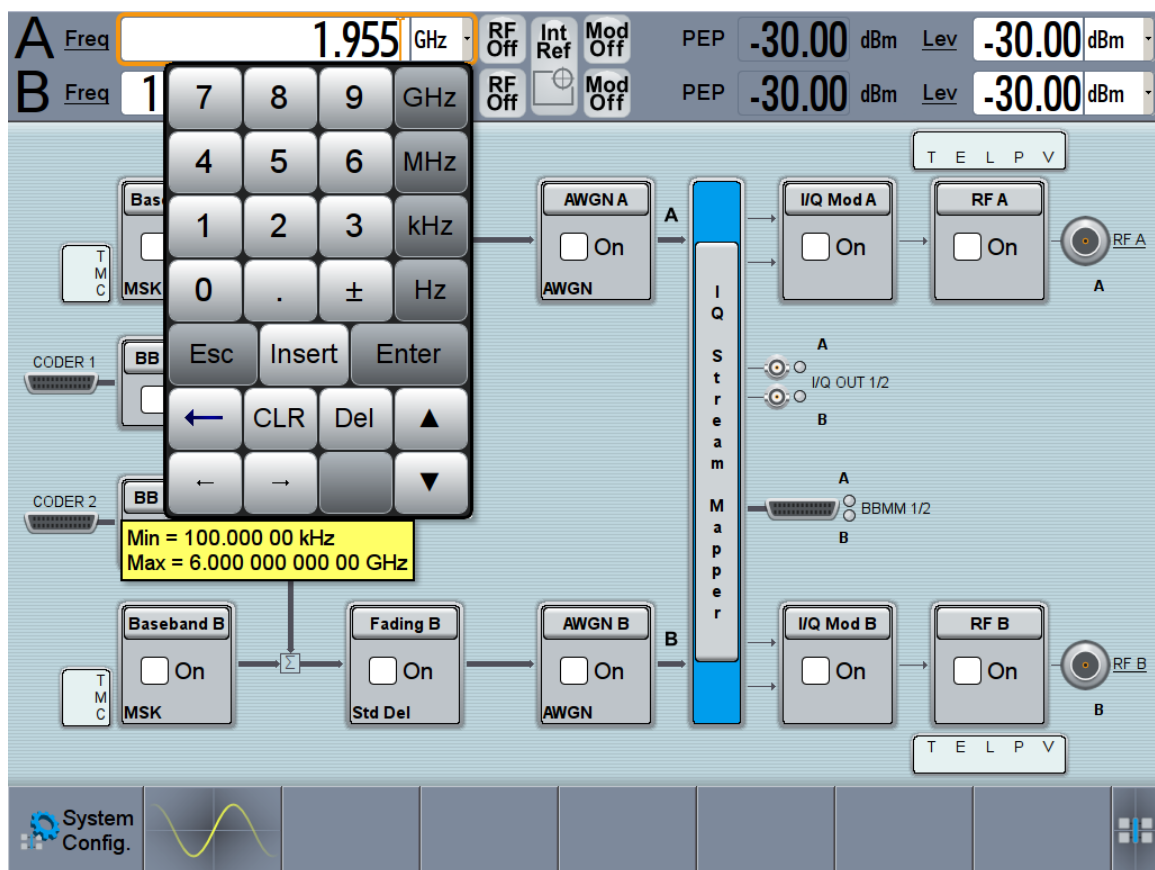 A Freq 1.955 GHz RF Off Int Ref Mod Off PEP -30.00 dBm Lev -30.00 dBm
B Freq 1 RF Off Mod Off PEP -30.00 dBm Lev -30.00 dBm
7 8 9 GHz
4 5 6 MHz
1 2 3 kHz
0 . ± Hz
Esc Insert Enter
← CLR Del ▲
← → ▼
Min = 100.000 00 kHz
Max = 6.000 000 000 00 GHz
T E L P V
AWGN A
On
AWGN
A
I/Q Mod A
On
RF A
On
RF A
A
T
M
C
MSK
CODER 1
BB
I Q Stream Mapper
A
I/Q OUT 1/2
B
CODER 2
BB
A
BBMM 1/2
B
Baseband B
On
MSK
T
M
C
Σ
Fading B
On
Std Del
AWGN B
On
AWGN
B
I/Q Mod B
On
RF B
On
RF B
B
T E L P V
System
Config.